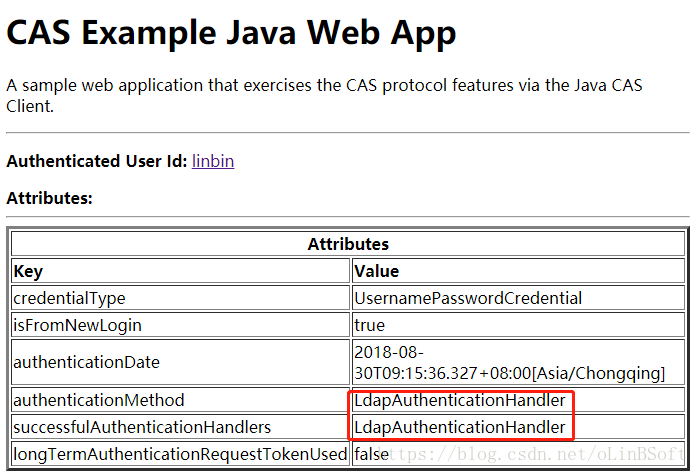 CAS Example Java Web App
A sample web application that exercises the CAS protocol features via the Java CAS
Client.
Authenticated User Id: linbin
Attributes:
Attributes
Key Value
credentialType UsernamePasswordCredential
isFromNewLogin true
authenticationDate 2018-08-
30T09:15:36.327+08:00[Asia/Chongqing]
authenticationMethod LdapAuthenticationHandler
successfulAuthenticationHandlers LdapAuthenticationHandler
longTermAuthenticationRequestTokenUsed false
https://blog.csdn.net/oLinBSoft